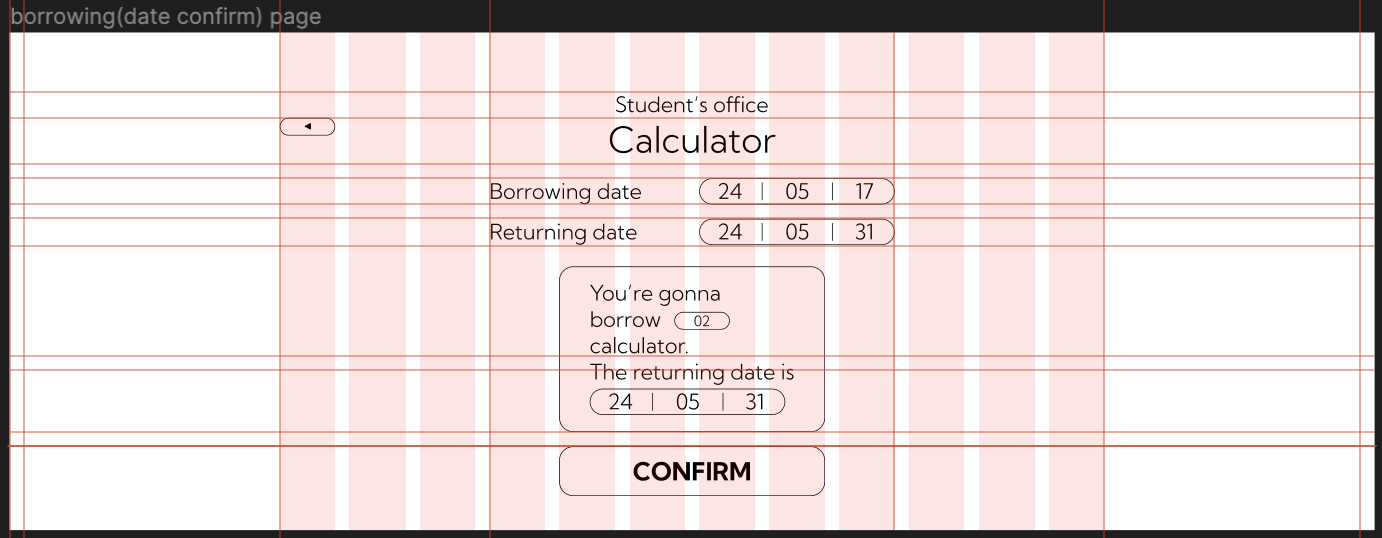 borrowing(date confirm) page
Student's office
Calculator
Borrowing date 24 | 05 | 17
Returning date 24 | 05 | 31
You're gonna
borrow 02
calculator.
The returning date is
24 | 05 | 31
CONFIRM